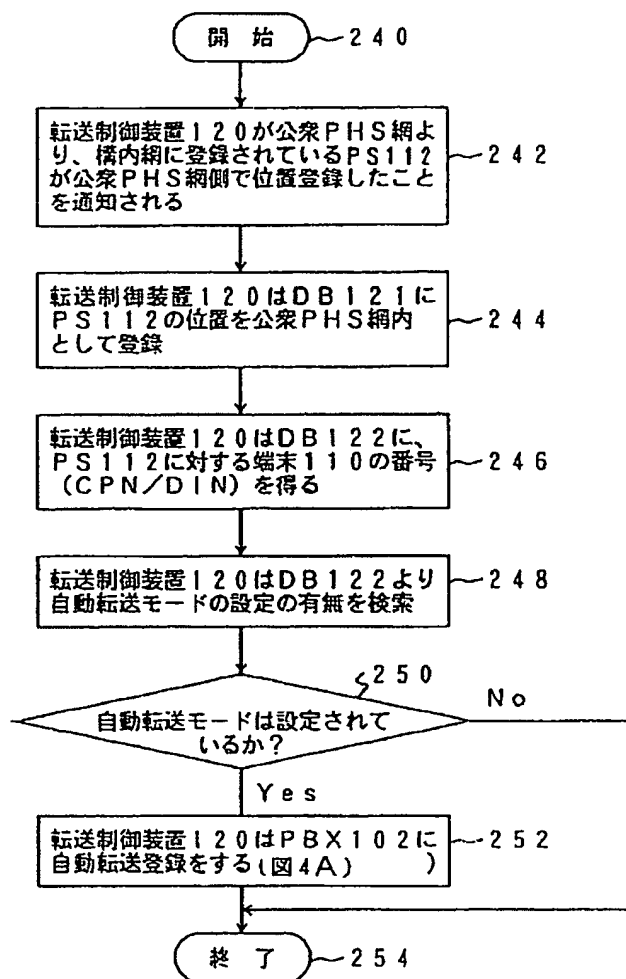 開 始
240
転送制御装置120が公衆PHS網よ
り、構内網に登録されているPS112
が公衆PHS網側で位置登録したこと
を通知される
242
転送制御装置120はDB121に
PS112の位置を公衆PHS網内
として登録
244
転送制御装置120はDB122に、
PS112に対する端末110の番号
(CPN/DIN)を得る
246
転送制御装置120はDB122より
自動転送モードの設定の有無を検索
248
250
自動転送モードは設定されて
いるか?
No
Yes
転送制御装置120はPBX102に
自動転送登録をする(図4A) )
252
終 了
254